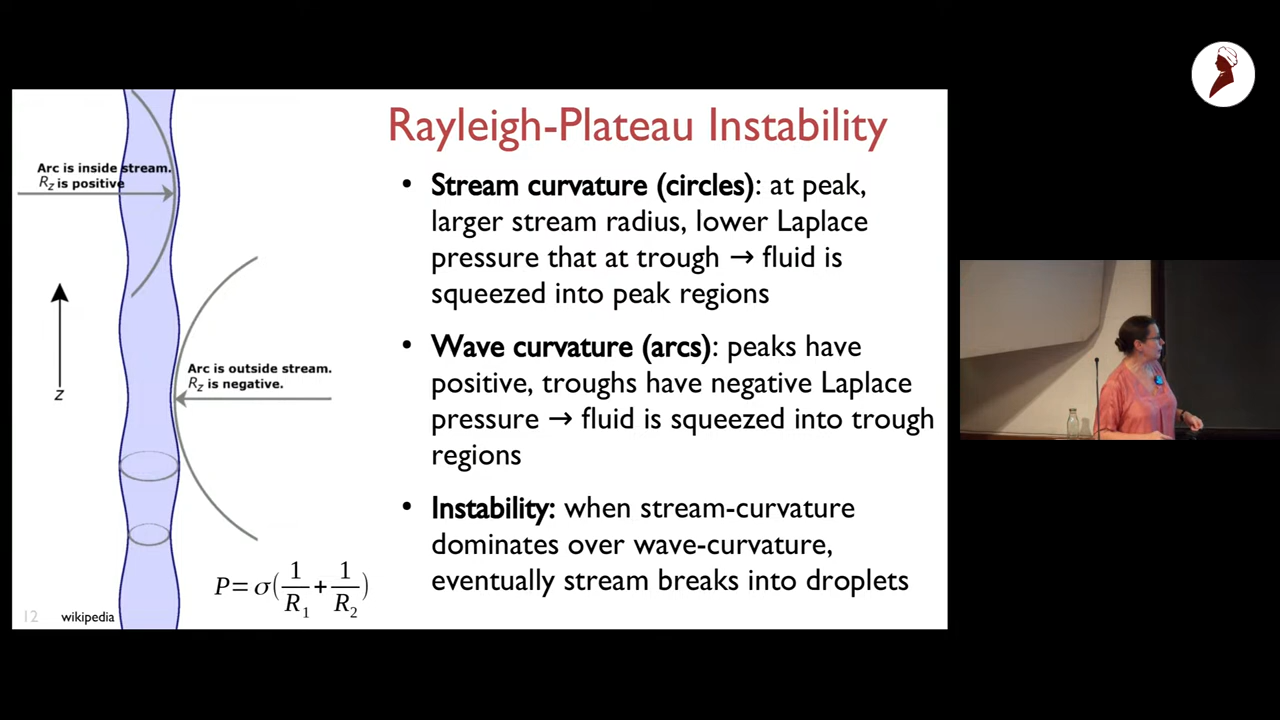 Rayleigh-Plateau Instability
Arc is inside stream.
Rz is positive
z
Arc is outside stream.
Rz is negative.
P=σ(1/R1+1/R2)
12 wikipedia
• Stream curvature (circles): at peak,
larger stream radius, lower Laplace
pressure that at trough → fluid is
squeezed into peak regions
• Wave curvature (arcs): peaks have
positive, troughs have negative Laplace
pressure → fluid is squeezed into trough
regions
• Instability: when stream-curvature
dominates over wave-curvature,
eventually stream breaks into droplets